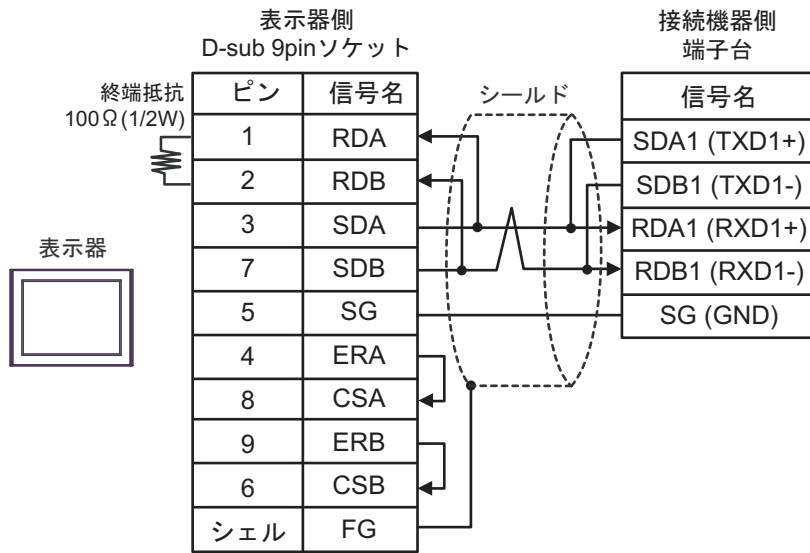 表示器側
D-sub 9pinソケット
接続機器側
端子台
終端抵抗
100Ω(1/2W)
表示器
シールド
ピン 信号名
1 RDA
2 RDB
3 SDA
7 SDB
5 SG
4 ERA
8 CSA
9 ERB
6 CSB
シェル FG
信号名
SDA1 (TXD1+)
SDB1 (TXD1-)
RDA1 (RXD1+)
RDB1 (RXD1-)
SG (GND)